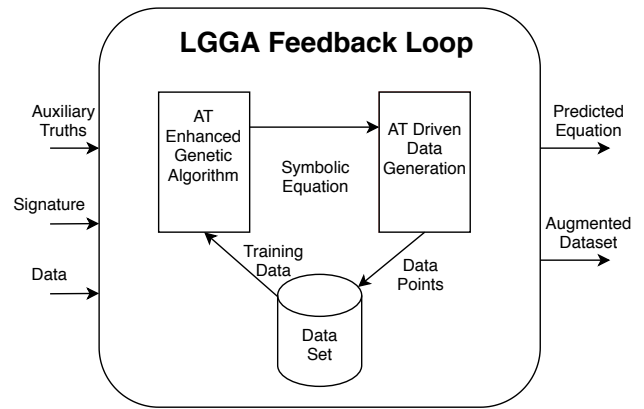 LGGA Feedback Loop
Auxiliary
Truths
Signature
Data
AT
Enhanced
Genetic
Algorithm
Symbolic
Equation
AT Driven
Data
Generation
Training
Data
Data
Points
Data
Set
Predicted
Equation
Augmented
Dataset